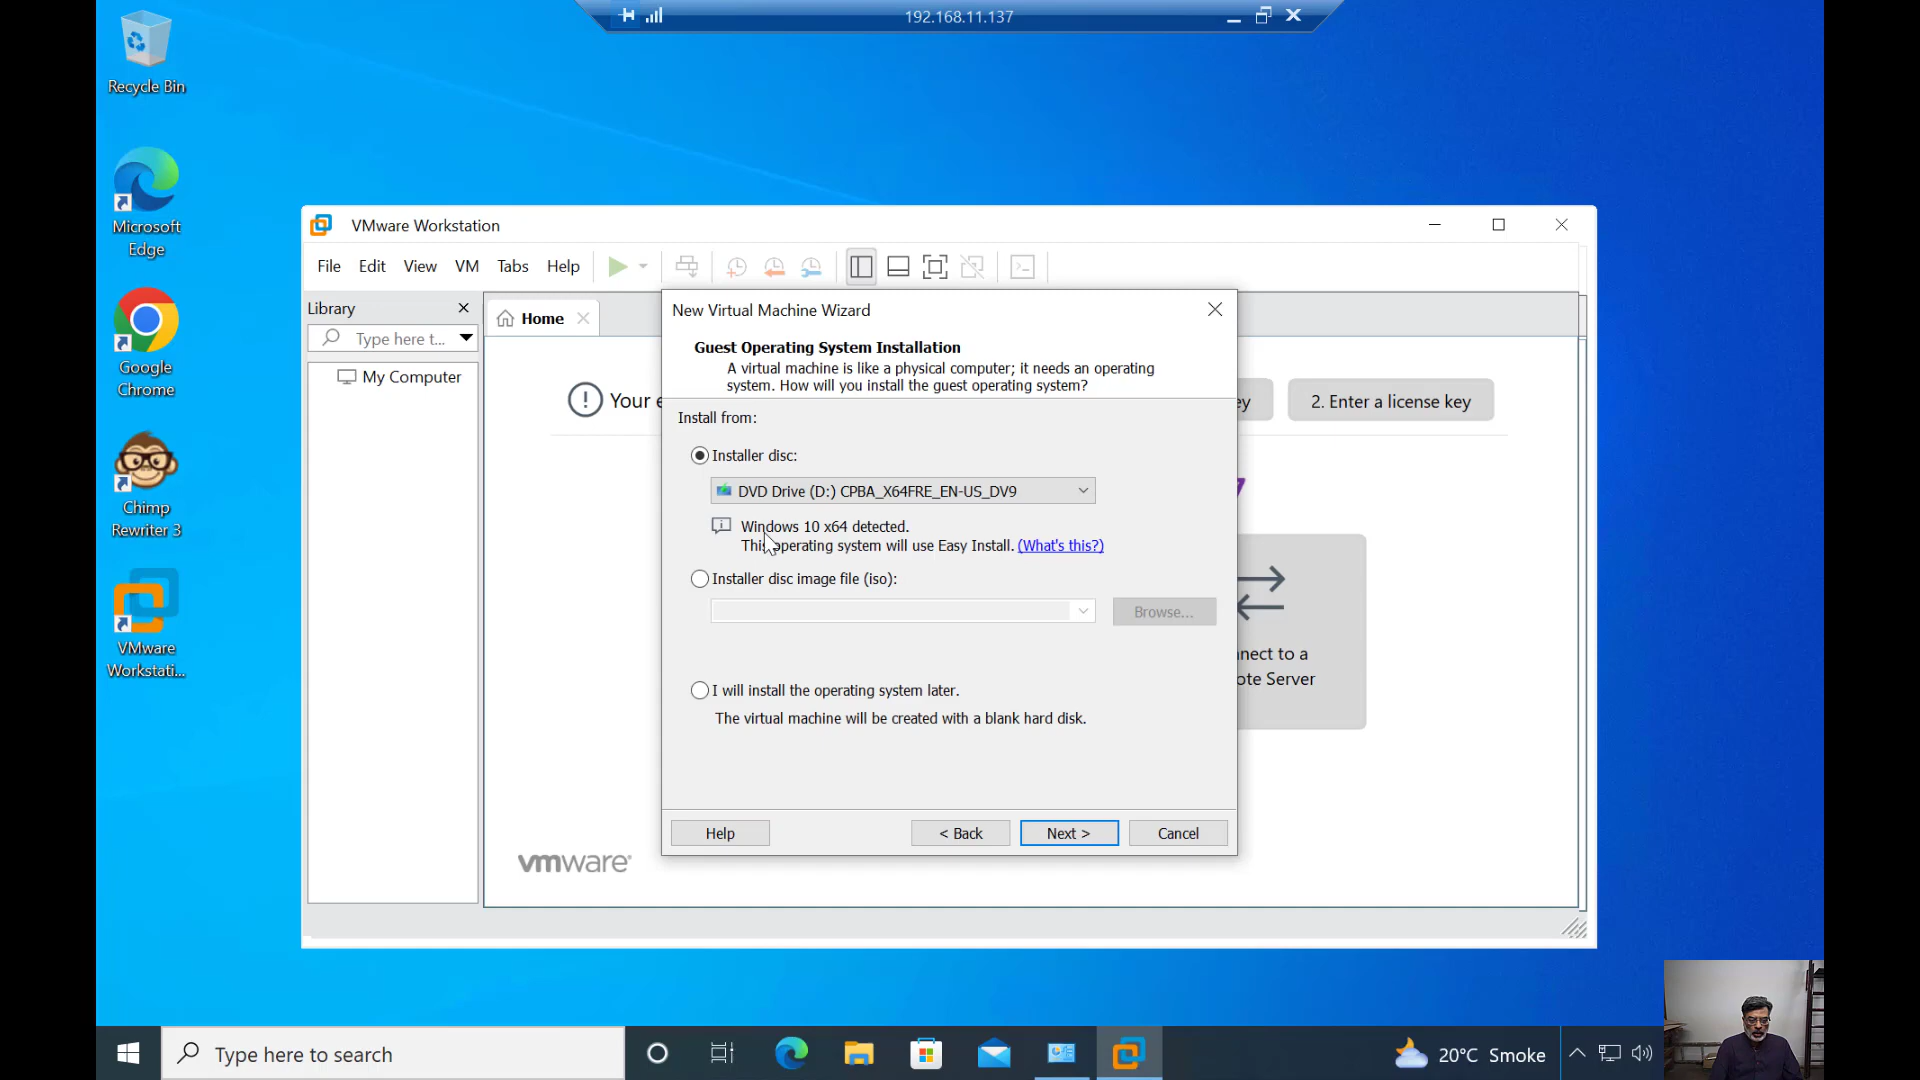 192.168.11.137
Recycle Bin
Microsoft
Edge
Google
Chrome
Chimp
Rewriter 3
VMware
Workstati...
VMware Workstation
File Edit View VM Tabs Help
Library
Type here t...
My Computer
Home
Your e
ey
2. Enter a license key
nnect to a
ote Server
vmware
New Virtual Machine Wizard
Guest Operating System Installation
A virtual machine is like a physical computer; it needs an operating
system. How will you install the guest operating system?
Install from:
Installer disc:
DVD Drive (D:) CPBA_X64FRE_EN-US_DV9
Windows 10 x64 detected.
This operating system will use Easy Install. (What's this?)
Installer disc image file (iso):
Browse...
I will install the operating system later.
The virtual machine will be created with a blank hard disk.
Help
< Back
Next >
Cancel
Type here to search
20°C Smoke